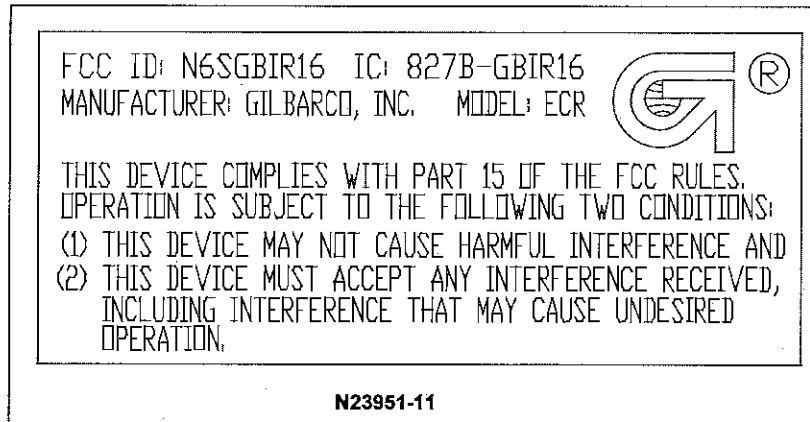 FCC ID: N6SGBIR16 IC: 827B-GBIR16
MANUFACTURER: GILBARCO, INC. MODEL: ECR
®
THIS DEVICE COMPLIES WITH PART 15 OF THE FCC RULES.
OPERATION IS SUBJECT TO THE FOLLOWING TWO CONDITIONS:
(1) THIS DEVICE MAY NOT CAUSE HARMFUL INTERFERENCE AND
(2) THIS DEVICE MUST ACCEPT ANY INTERFERENCE RECEIVED,
INCLUDING INTERFERENCE THAT MAY CAUSE UNDESIRED
OPERATION.
N23951-11